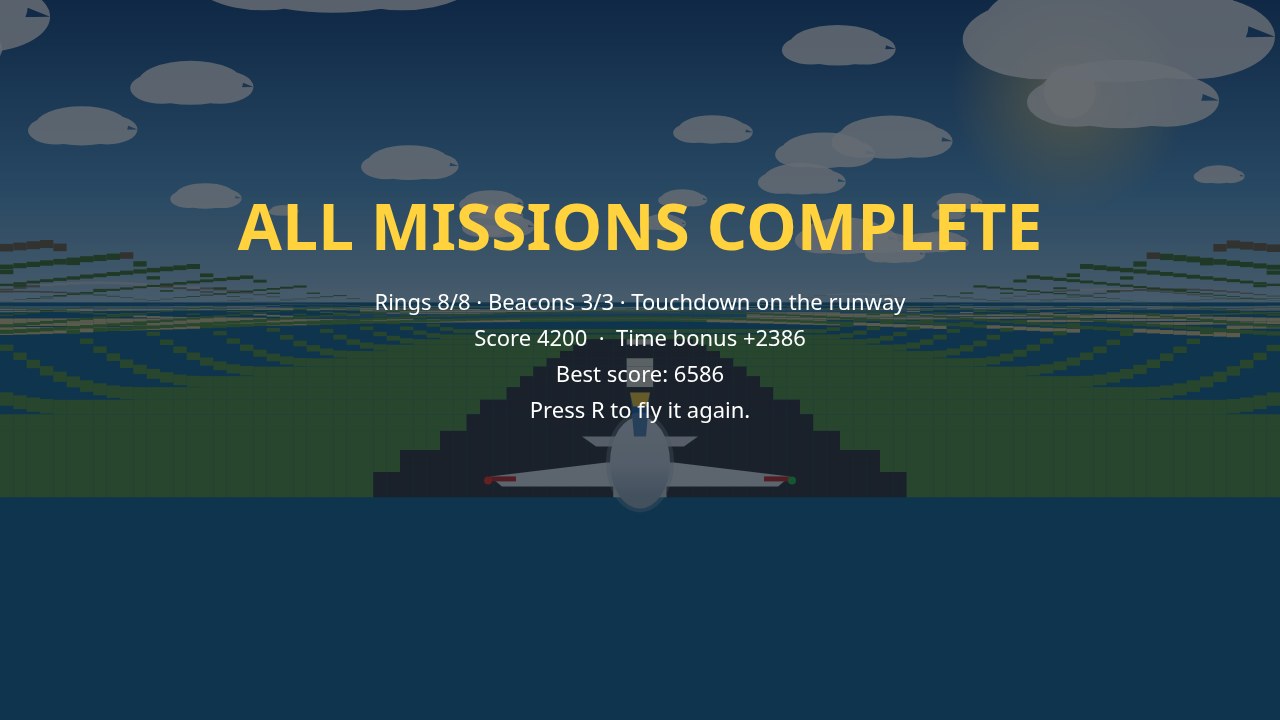 ALL MISSIONS COMPLETE
Rings 8/8 · Beacons 3/3 · Touchdown on the runway
Score 4200 · Time bonus +2386
Best score: 6586
Press R to fly it again.